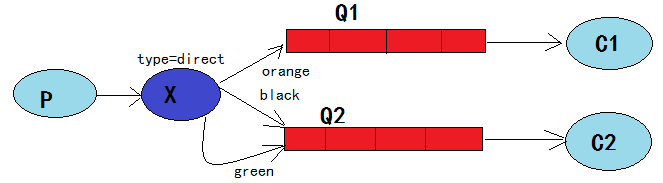 Q1
type=direct
C1
orange
P
X
black
Q2
C2
green